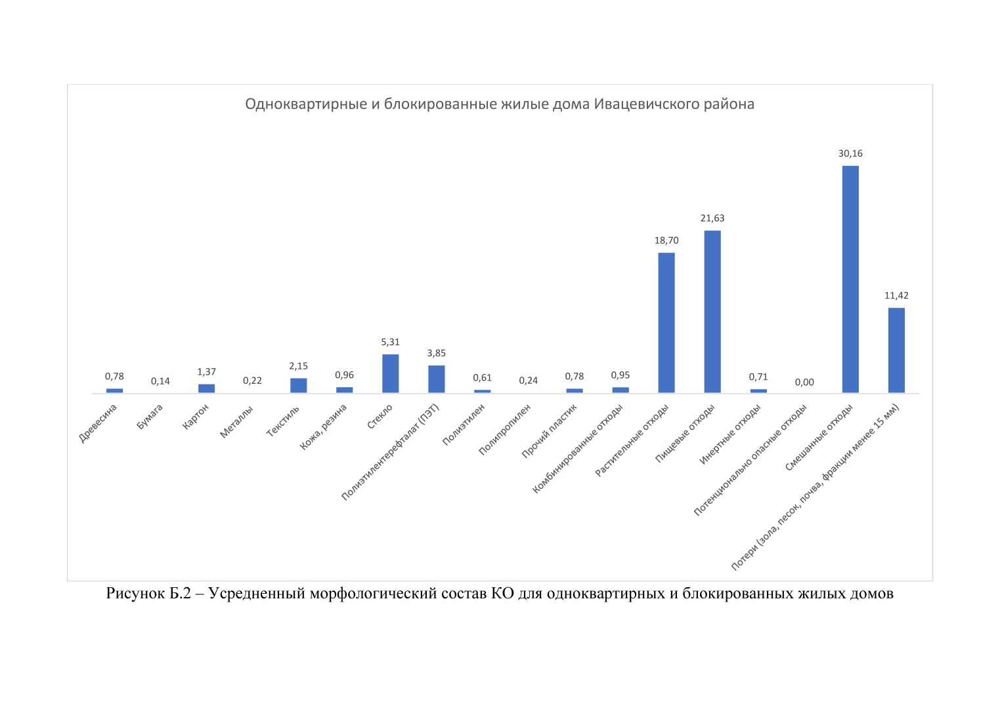 Одноквартирные и блокированные жилые дома Ивацевичского района
30,16
21,63
18,70
11,42
5,31
3,85
2,15
1,37
0,96
0,95
0,78
0,78
0,71
0,61
0,24
0,22
0,14
0,00
Древесина
Бумага
Картон
Металлы
Текстиль
Кожа, резина
Стекло
Полиэтилентерефталат (ПЭТ)
Полиэтилен
Полипропилен
Прочий пластик
Комбинированные отходы
Растительные отходы
Пищевые отходы
Инертные отходы
Потенционально опасные отходы
Смешанные отходы
Потери (зола, песок, почва, фракции менее 15 мм)
Рисунок Б.2 – Усредненный морфологический состав КО для одноквартирных и блокированных жилых домов